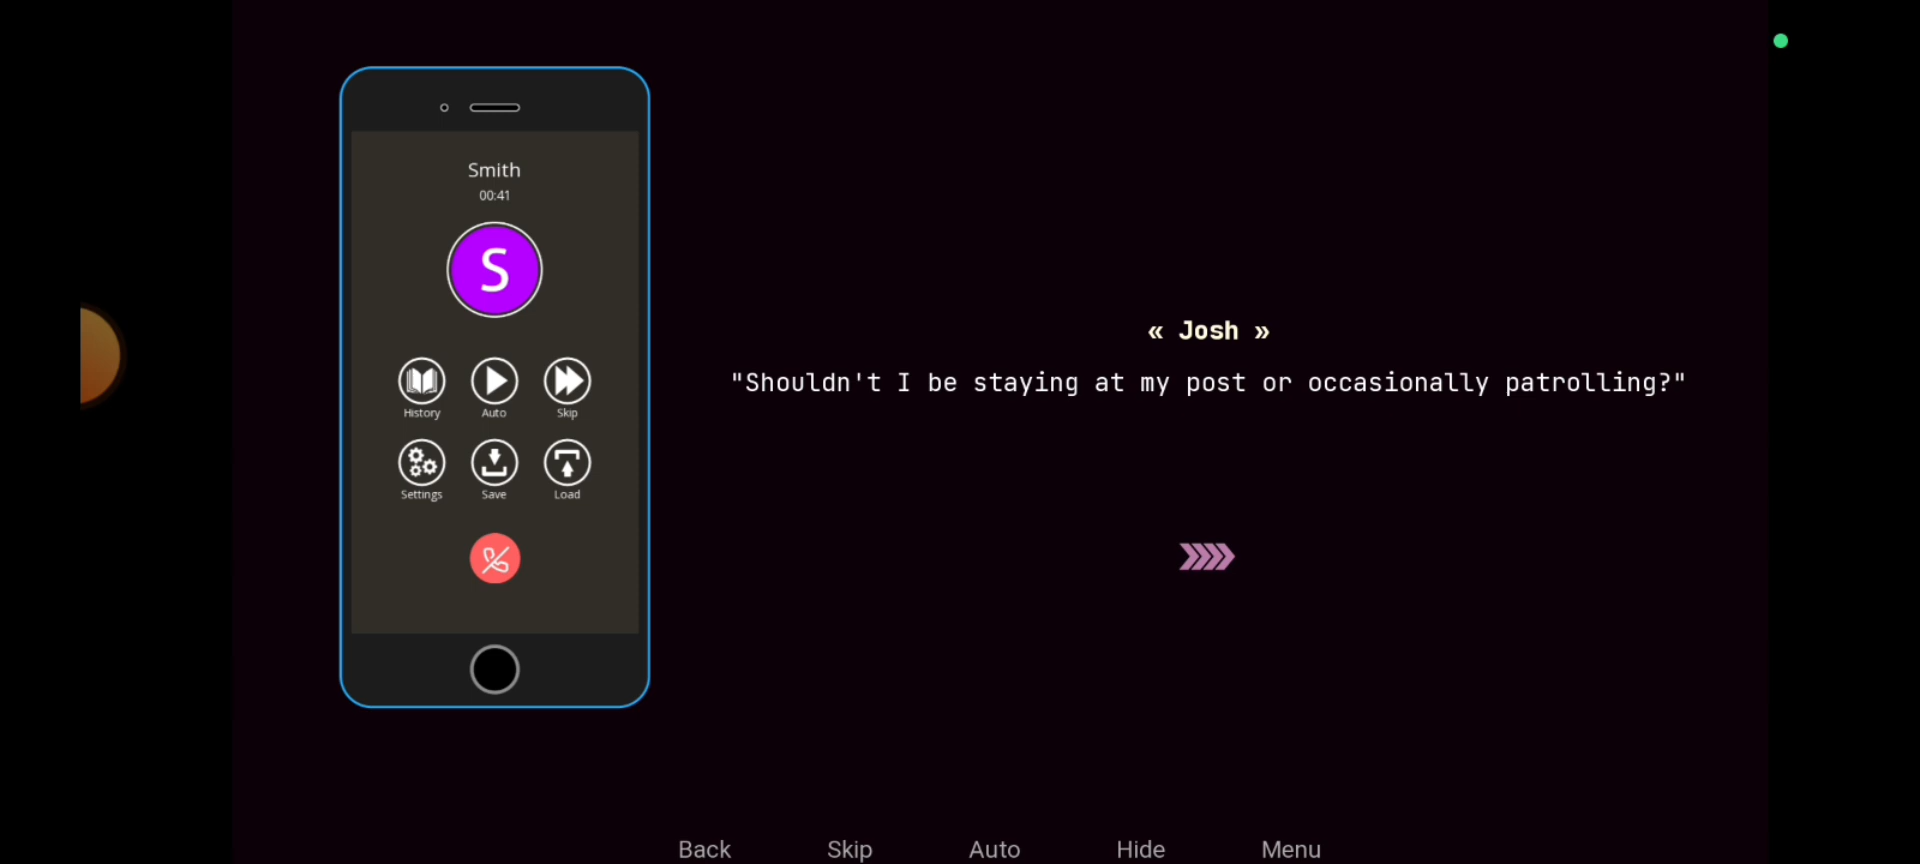 Smith
00:41
S
History Auto Skip
Settings Save Load
« Josh »
"Shouldn't I be staying at my post or occasionally patrolling?"
Back Skip Auto Hide Menu